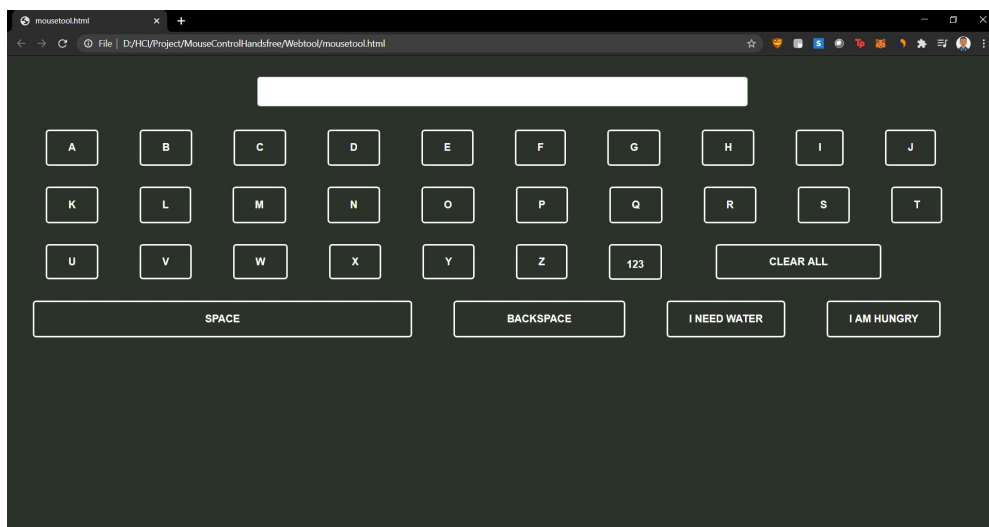 mousetool.html
File D:/HCI/Project/MouseControlHandsfree/Webtool/mousetool.html
A B C D E F G H I J
K L M N O P Q R S T
U V W X Y Z 123 CLEAR ALL
SPACE BACKSPACE I NEED WATER I AM HUNGRY